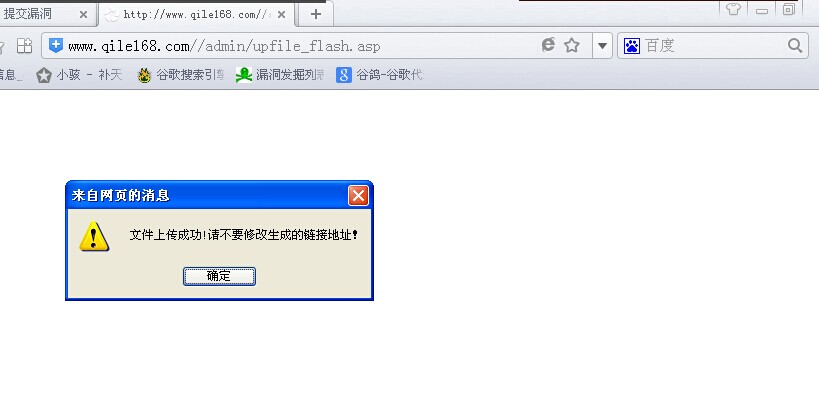 提交漏洞
http://www.qile168.com//
www.qile168.com//admin/upfile_flash.asp
百度
信息_
小骇 - 补天
谷歌搜索引擎
漏洞发掘列
谷鸽-谷歌代
来自网页的消息
文件上传成功!请不要修改生成的链接地址!
确定